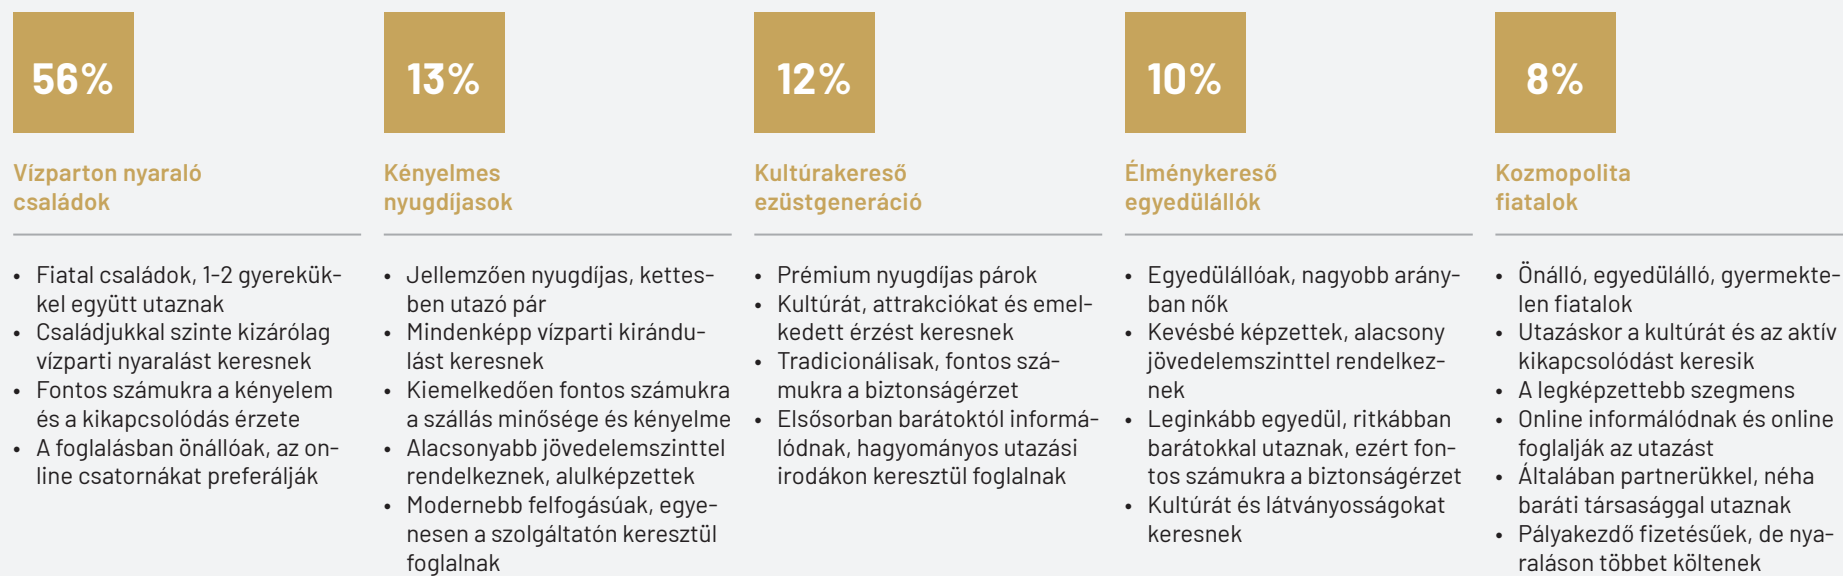 56%
Vízparton nyaraló
családok
• Fiatal családok, 1-2 gyerekük-
kel együtt utaznak
• Családjukkal szinte kizárólag
vízparti nyaralást keresnek
• Fontos számukra a kényelem
és a kikapcsolódás érzete
• A foglalásban önállóak, az on-
line csatornákat preferálják
13%
Kényelmes
nyugdíjasok
• Jellemzően nyugdíjas, kettes-
ben utazó pár
• Mindenképp vízparti kirándu-
lást keresnek
• Kiemelkedően fontos számukra
a szállás minősége és kényelme
• Alacsonyabb jövedelemszinttel
rendelkeznek, alulképzettek
• Modernebb felfogásúak, egye-
nesen a szolgáltatón keresztül
foglalnak
12%
Kultúrakereső
ezüstgeneráció
• Prémium nyugdíjas párok
• Kultúrát, attrakciókat és emel-
kedett érzést keresnek
• Tradicionálisak, fontos szá-
mukra a biztonságérzet
• Elsősorban barátoktól informá-
lódnak, hagyományos utazási
irodákon keresztül foglalnak
10%
Élménykereső
egyedülállók
• Egyedülállóak, nagyobb arány-
ban nők
• Kevésbé képzettek, alacsony
jövedelemszinttel rendelkez-
nek
• Leginkább egyedül, ritkábban
barátokkal utaznak, ezért fon-
tos számukra a biztonságérzet
• Kultúrát és látványosságokat
keresnek
8%
Kozmopolita
fiatalok
• Önálló, egyedülálló, gyermekte-
len fiatalok
• Utazáskor a kultúrát és az aktív
kikapcsolódást keresik
• A legképzettebb szegmens
• Online informálódnak és online
foglalják az utazást
• Általában partnerükkel, néha
baráti társasággal utaznak
• Pályakezdő fizetésűek, de nya-
raláson többet költenek